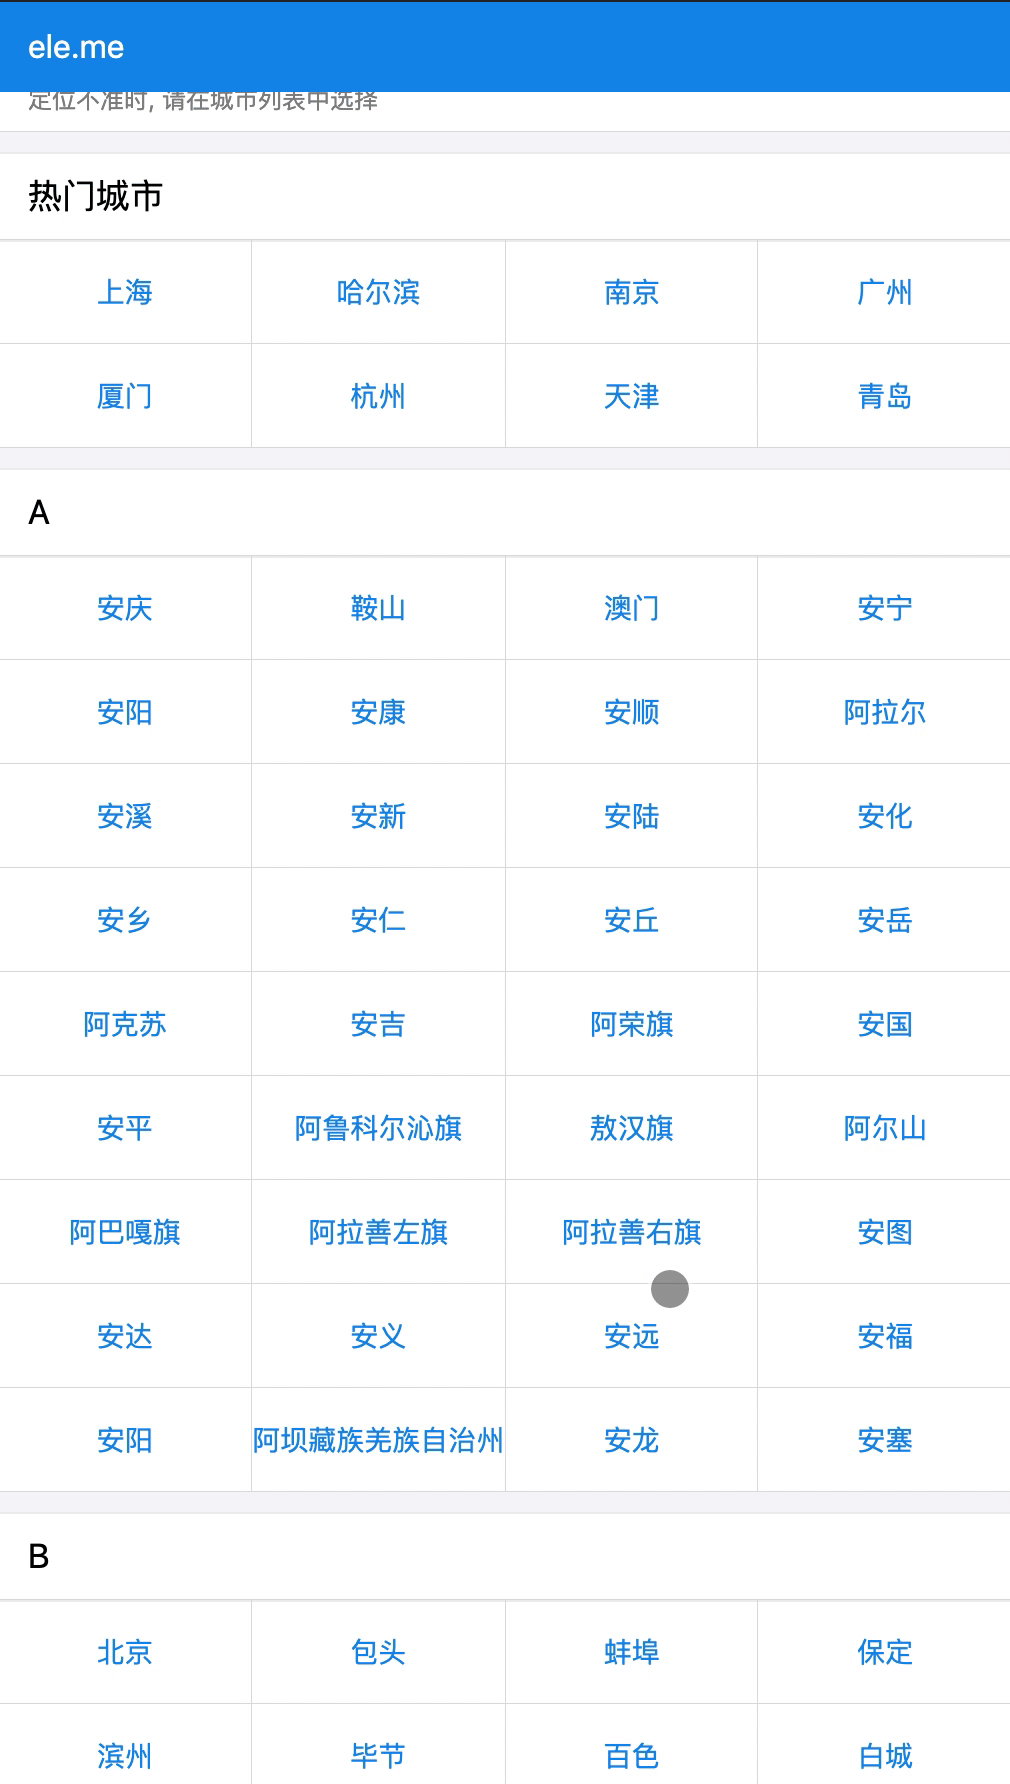 ele.me
定位不准时, 请在城市列表中选择
热门城市
上海 哈尔滨 南京 广州
厦门 杭州 天津 青岛
A
安庆 鞍山 澳门 安宁
安阳 安康 安顺 阿拉尔
安溪 安新 安陆 安化
安乡 安仁 安丘 安岳
阿克苏 安吉 阿荣旗 安国
安平 阿鲁科尔沁旗 敖汉旗 阿尔山
阿巴嘎旗 阿拉善左旗 阿拉善右旗 安图
安达 安义 安远 安福
安阳 阿坝藏族羌族自治州 安龙 安塞
B
北京 包头 蚌埠 保定
滨州 毕节 百色 白城